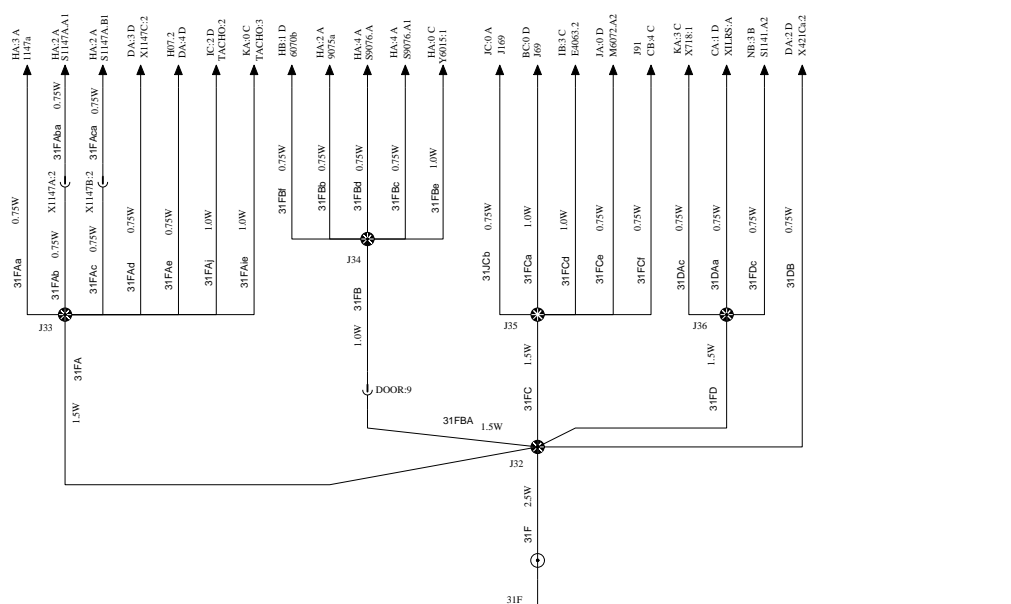 HA:3 A
1147a
HA:2 A
S1147A.A1
HA:2 A
S1147A.B1
DA:3 D
X1147C:2
H07.2
DA:4 D
IC:2 D
TACHO:2
KA:0 C
TACHO:3
HB:1 D
6070b
HA:2 A
9075a
HA:4 A
S9076.A
HA:4 A
S9076.A1
HA:0 C
Y6015:1
JC:0 A
J169
BC:0 D
J69
IB:3 C
E4063.2
JA:0 D
M6072.A2
J91
CB:4 C
KA:3 C
X718:1
CA:1 D
XILRS:A
NB:3 B
S1141.A2
DA:2 D
X421Ca:2
0.75W
31FAa
0.75W
31FAba
X1147A:2
0.75W
31FAb
0.75W
31FAca
X1147B:2
0.75W
31FAc
0.75W
31FAd
0.75W
31FAe
1.0W
31FAj
1.0W
31FAie
0.75W
31FBf
0.75W
31FBb
0.75W
31FBd
0.75W
31FBc
1.0W
31FBe
0.75W
31JCb
1.0W
31FCa
1.0W
31FCd
0.75W
31FCe
0.75W
31FCf
0.75W
31DAc
0.75W
31DAa
0.75W
31FDc
0.75W
31DB
J33
J34
J35
J36
31FA
1.5W
31FB
1.0W
DOOR:9
31FBA
1.5W
1.5W
31FC
1.5W
31FD
J32
2.5W
31F
31F